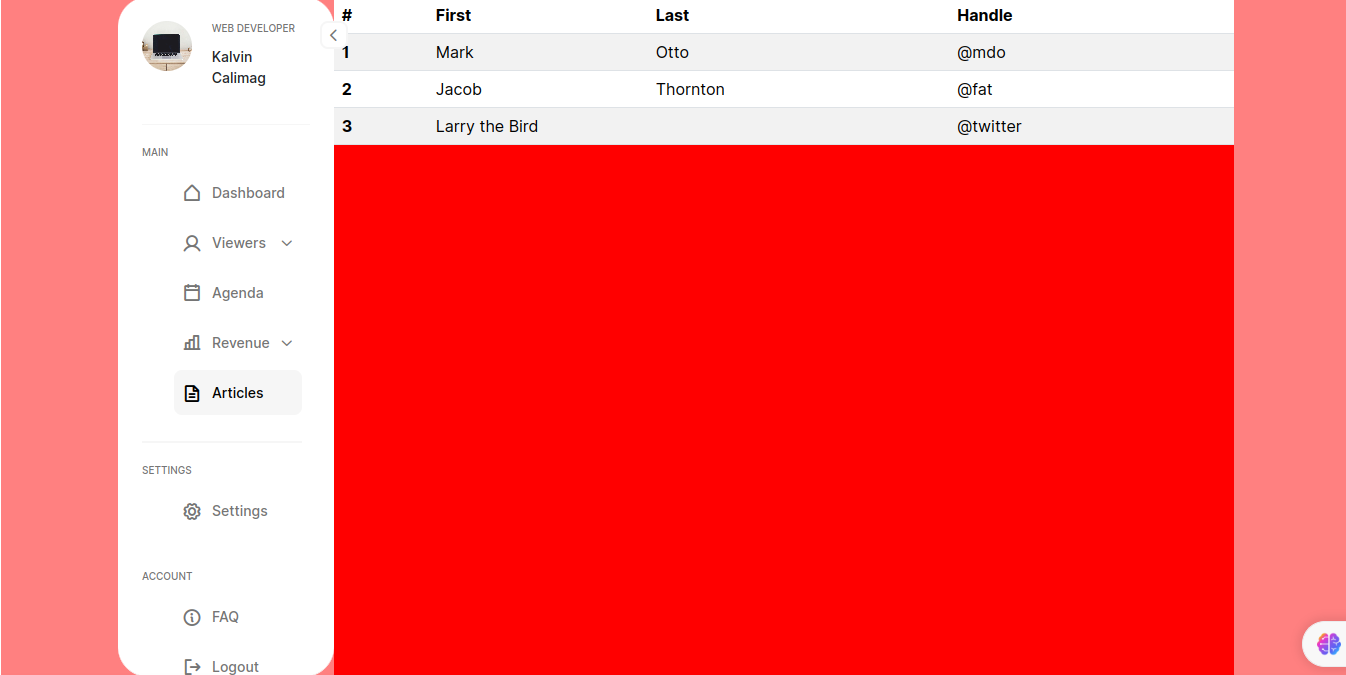 WEB DEVELOPER
Kalvin
Calimag
MAIN
Dashboard
Viewers
Agenda
Revenue
Articles
SETTINGS
Settings
ACCOUNT
FAQ
Logout
# First Last Handle
1 Mark Otto @mdo
2 Jacob Thornton @fat
3 Larry the Bird @twitter